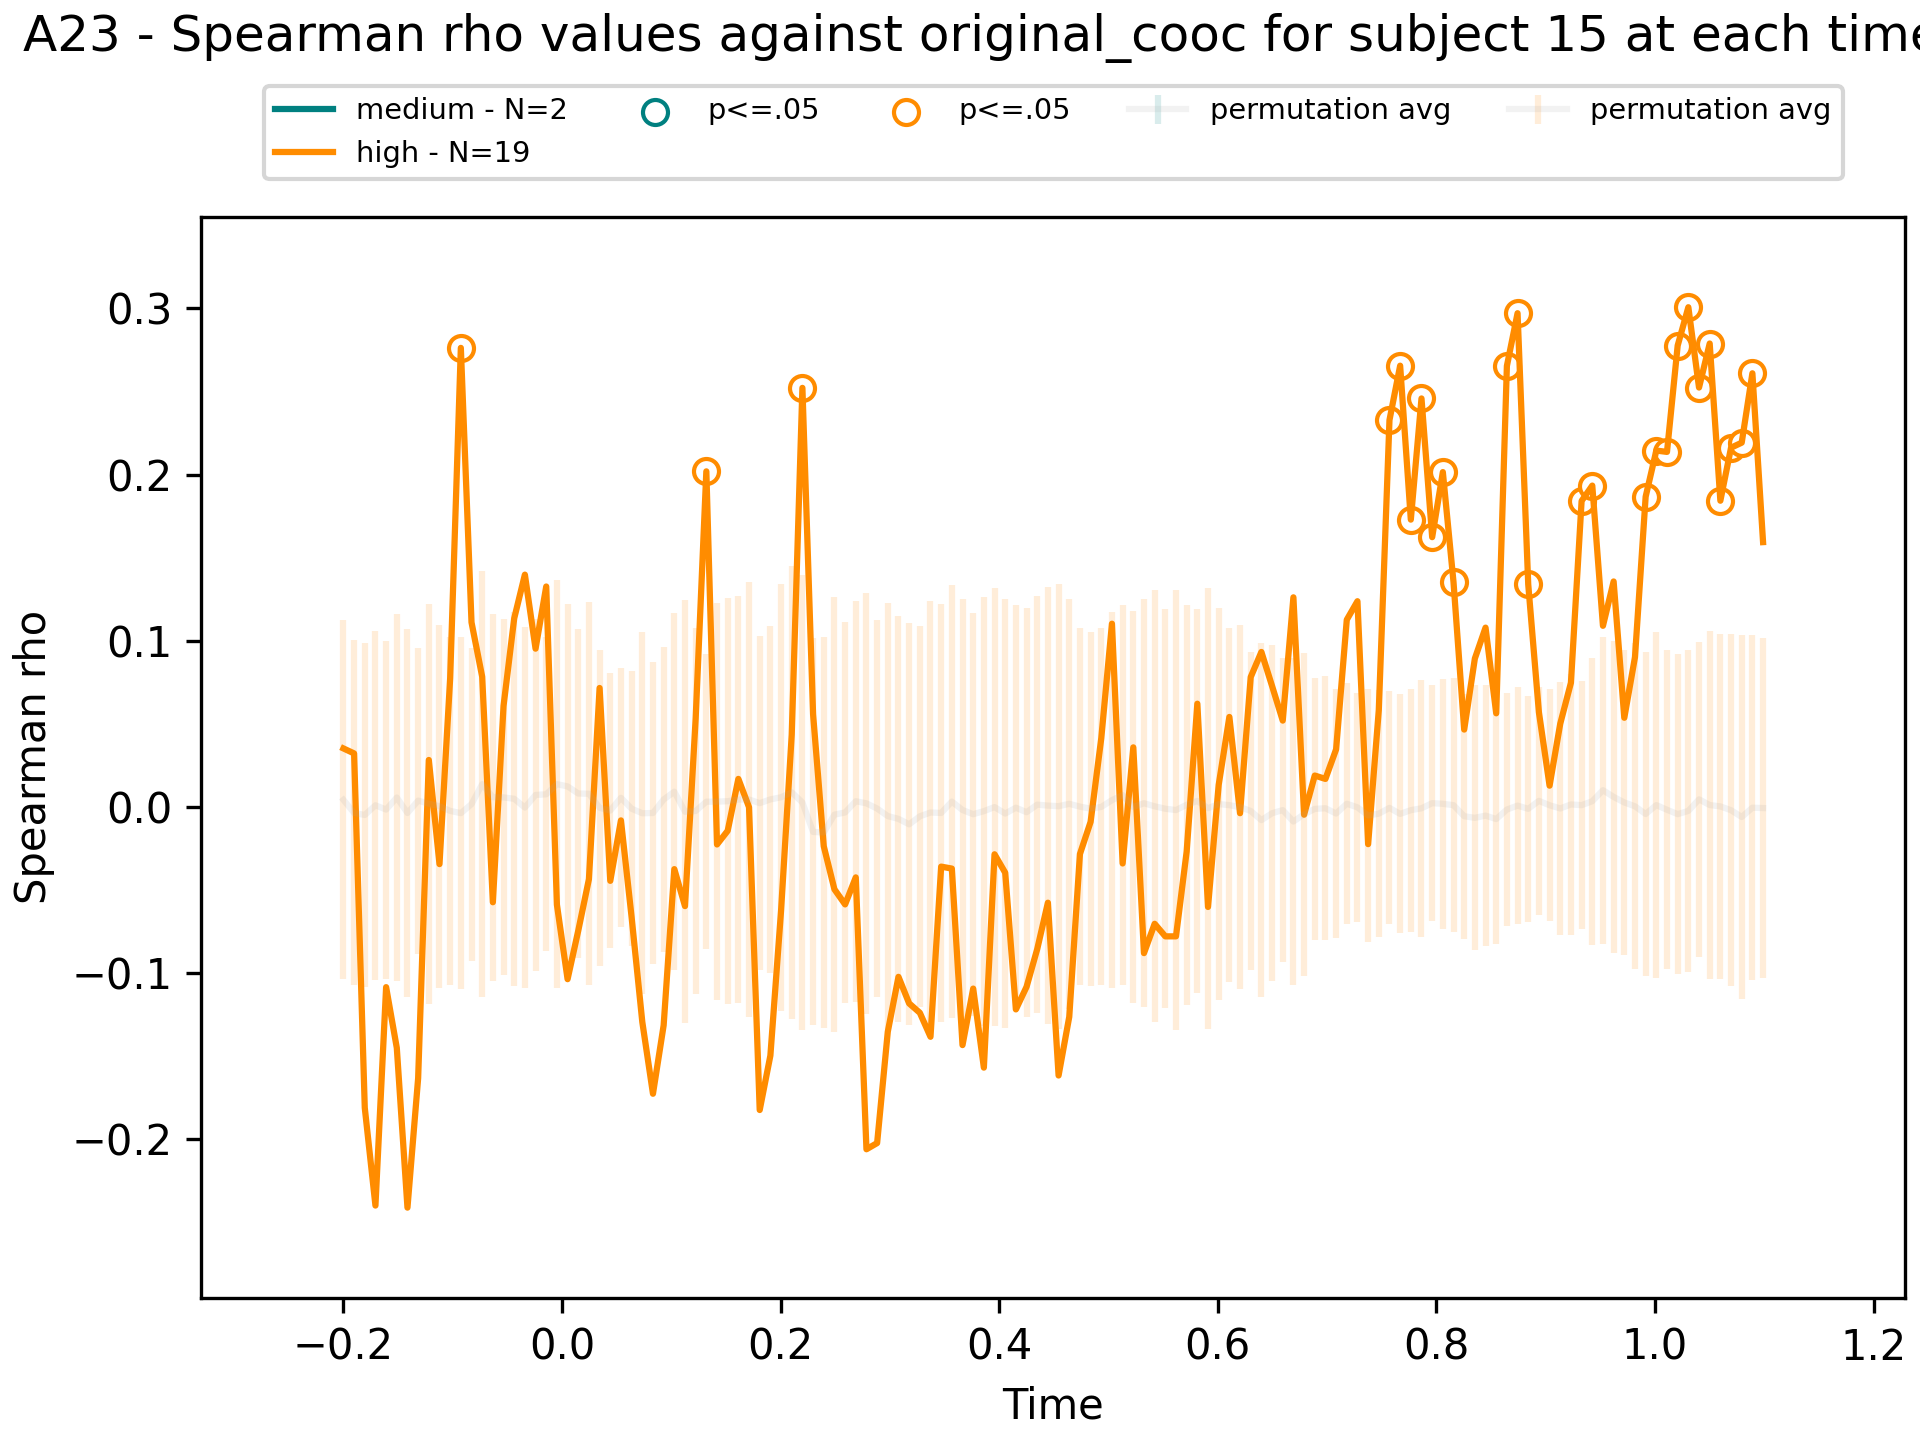 A23 - Spearman rho values against original_cooc for subject 15 at each time
medium - N=2
high - N=19
p<=.05
p<=.05
permutation avg
permutation avg
Spearman rho
0.3
0.2
0.1
0.0
−0.1
−0.2
−0.2 0.0 0.2 0.4 0.6 0.8 1.0 1.2
Time